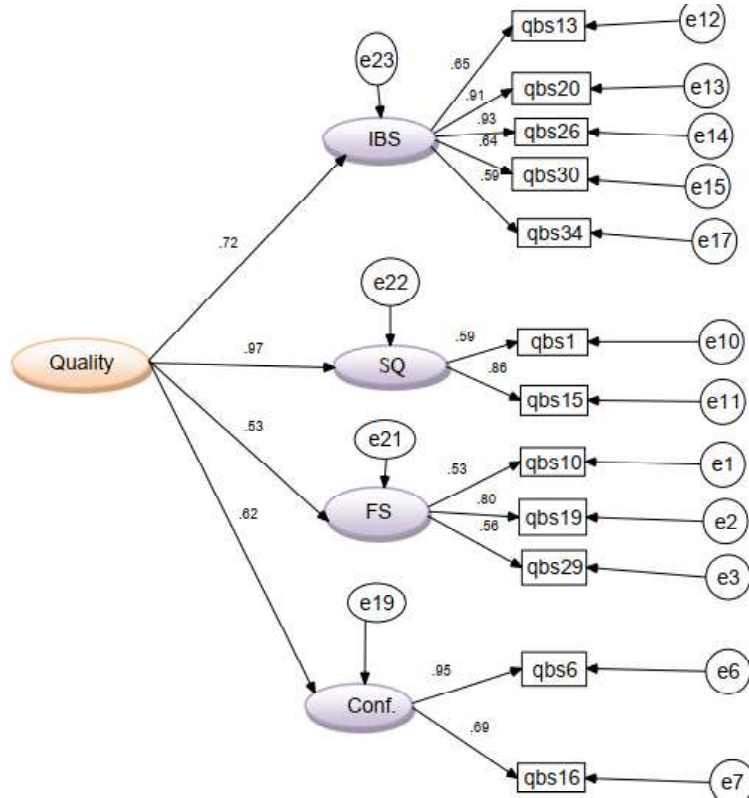 qbs13
e12
e23
.65
qbs20
e13
.91
.93
qbs26
e14
IBS
.64
qbs30
e15
.59
qbs34
e17
.72
e22
.59
qbs1
e10
Quality
.97
SQ
.86
qbs15
e11
.53
e21
.53
qbs10
e1
FS
.80
qbs19
e2
.56
qbs29
e3
.62
e19
.95
qbs6
e6
Conf.
.69
qbs16
e7